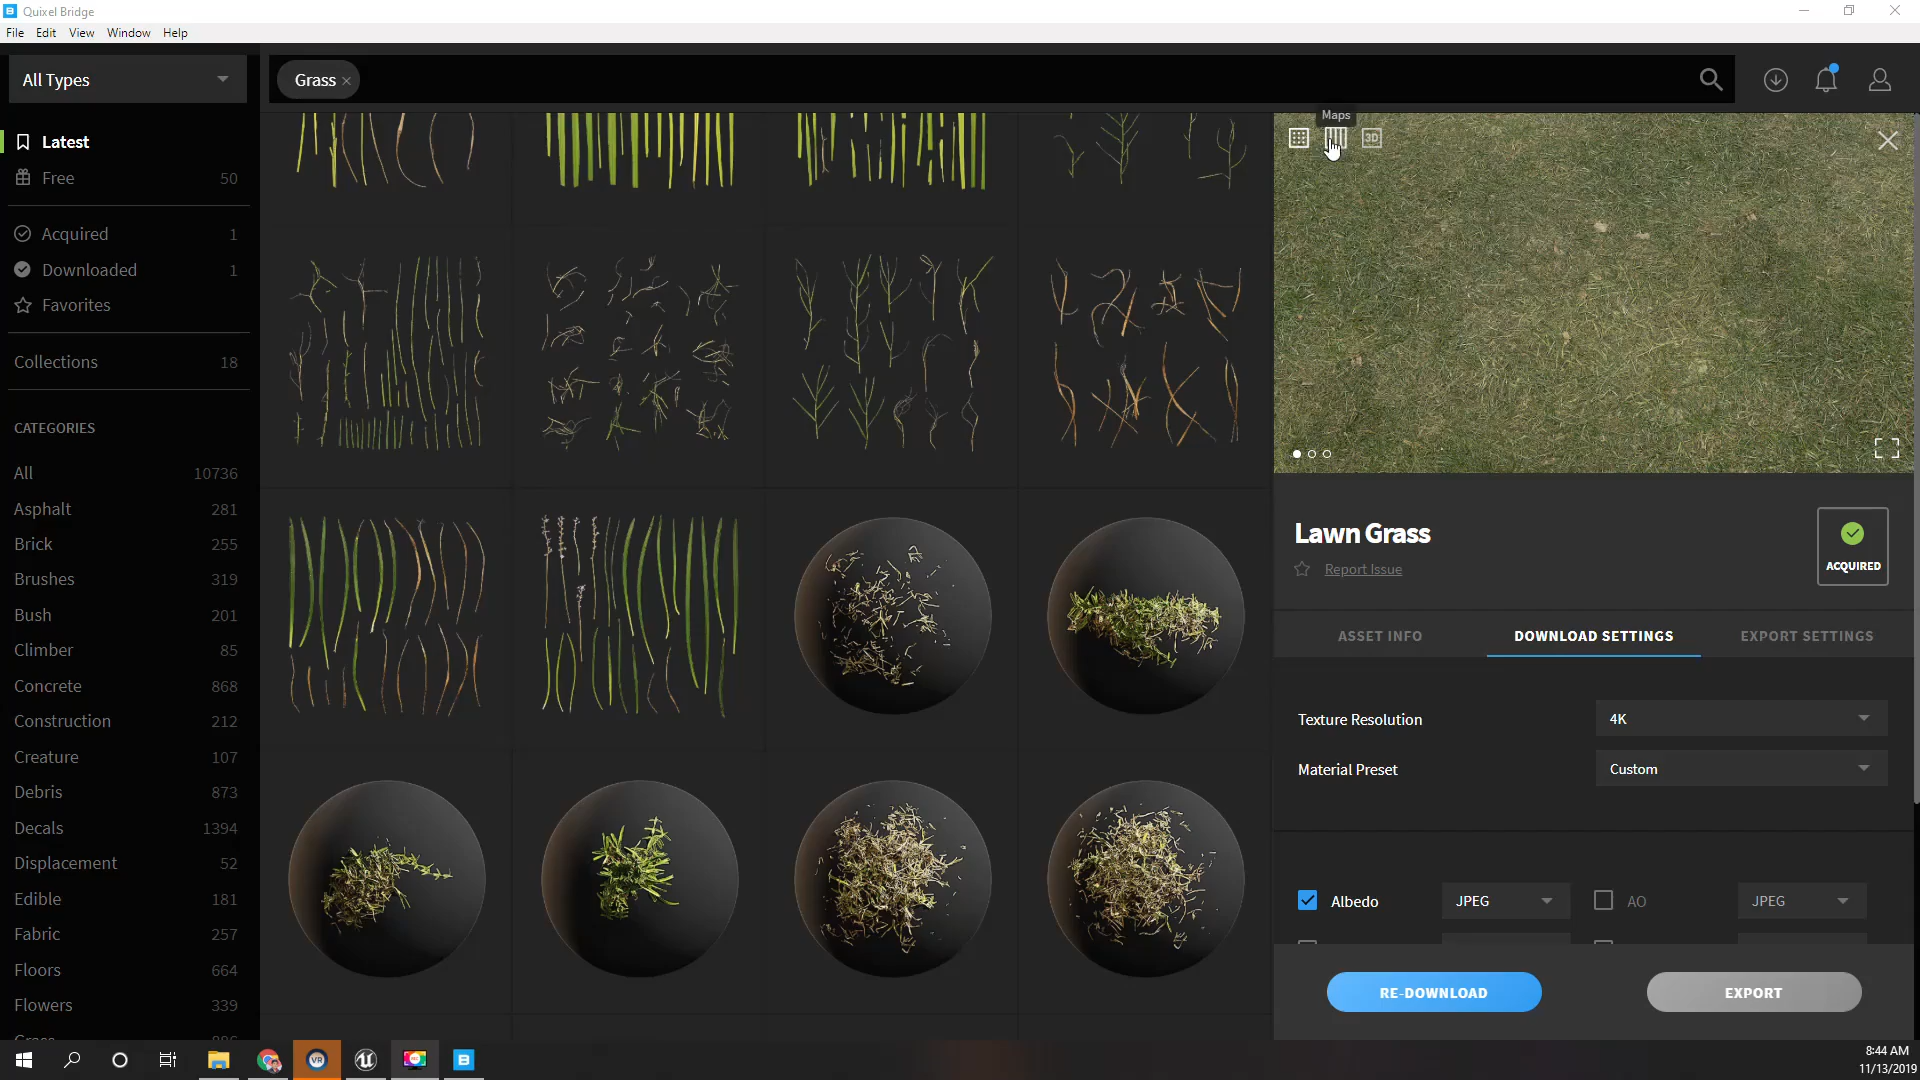 Quixel Bridge
File Edit View Window Help
All Types
Grass
Latest
Free 50
Acquired 1
Downloaded 1
Favorites
Collections 18
CATEGORIES
All 10736
Asphalt 281
Brick 255
Brushes 319
Bush 201
Climber 85
Concrete 868
Construction 212
Creature 107
Debris 873
Decals 1394
Displacement 52
Edible 181
Fabric 257
Floors 664
Flowers 339
Maps
3D
Lawn Grass
Report Issue
ACQUIRED
ASSET INFO DOWNLOAD SETTINGS EXPORT SETTINGS
Texture Resolution 4K
Material Preset Custom
Albedo JPEG AO JPEG
RE-DOWNLOAD EXPORT
VR
8:44 AM
11/13/2019